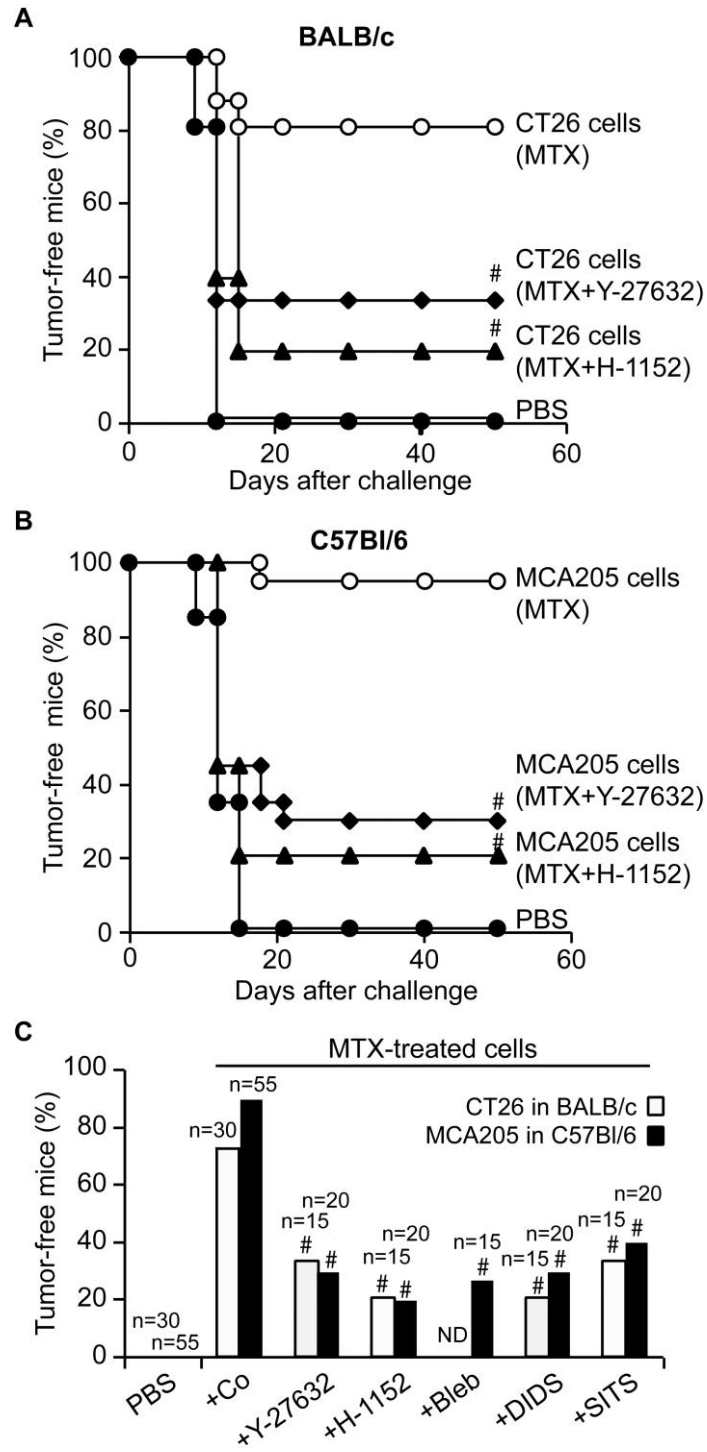 A
BALB/c
Tumor-free mice (%)
100
80
60
40
20
0
CT26 cells
(MTX)
#
CT26 cells
(MTX+Y-27632)
#
CT26 cells
(MTX+H-1152)
PBS
0
20
40
60
Days after challenge
B
C57Bl/6
Tumor-free mice (%)
100
80
60
40
20
0
MCA205 cells
(MTX)
MCA205 cells
(MTX+Y-27632)
#
MCA205 cells
(MTX+H-1152)
#
PBS
0
20
40
60
Days after challenge
C
MTX-treated cells
Tumor-free mice (%)
100
80
60
40
20
0
CT26 in BALB/c
MCA205 in C57Bl/6
n=30
n=55
n=30
n=55
n=15
n=20
# #
n=15
n=20
# #
ND
n=15
#
n=15
n=20
# #
n=15
n=20
# #
PBS
+Co
+Y-27632
+H-1152
+Bleb
+DIDS
+SITS